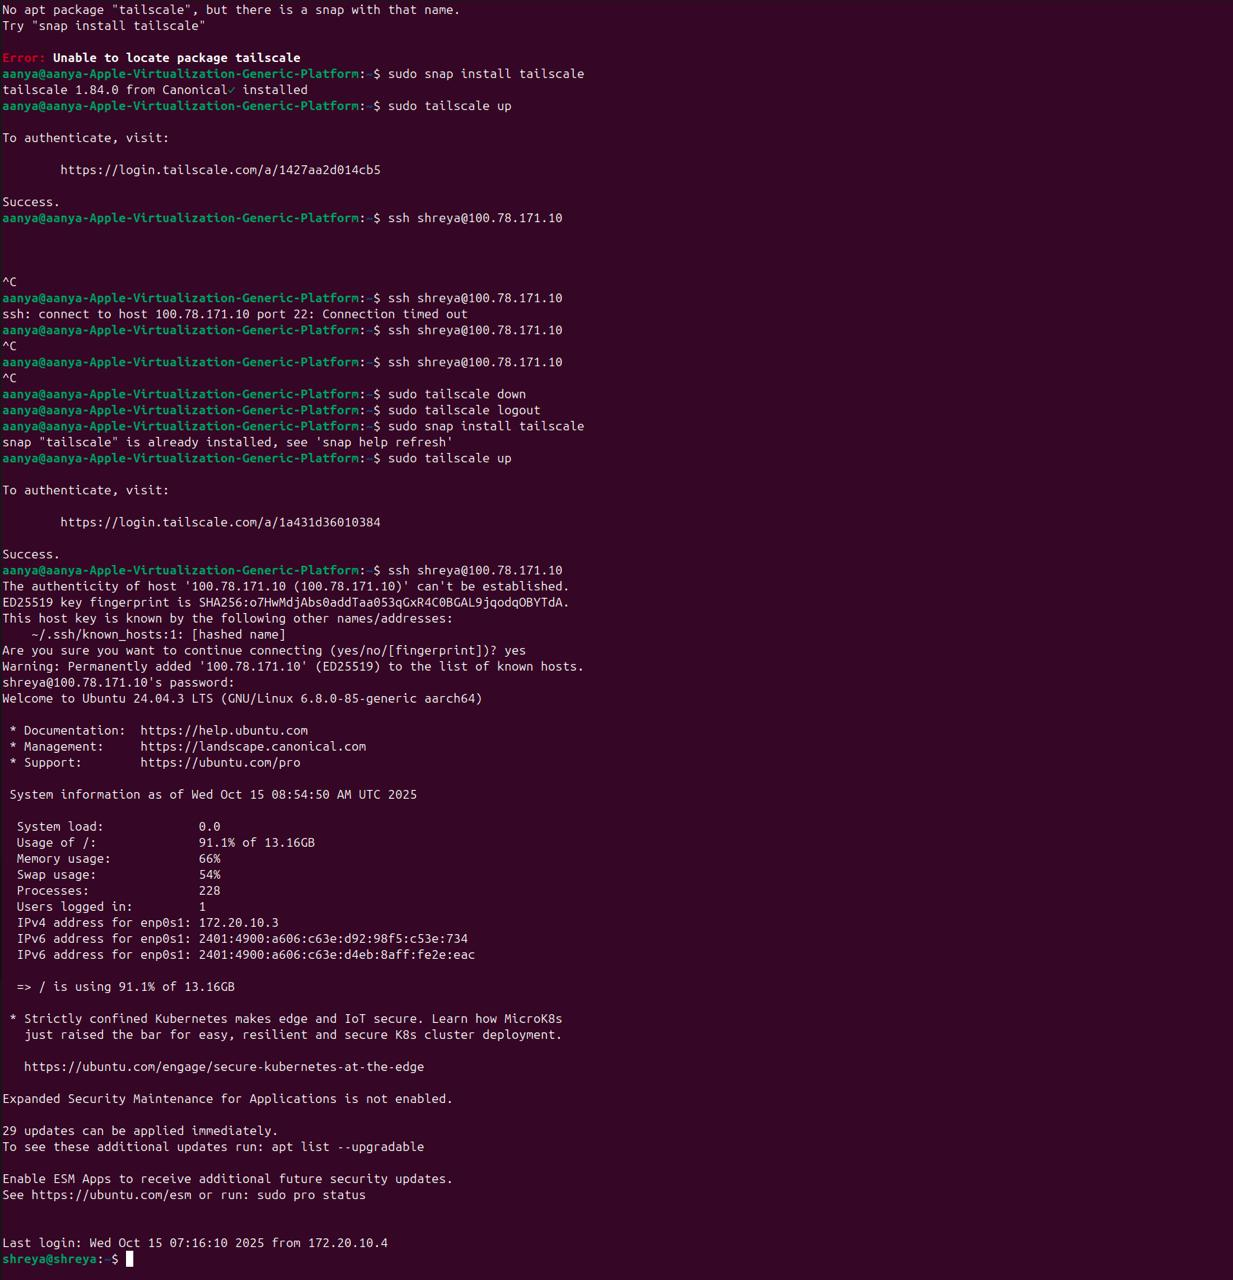 No apt package "tailscale", but there is a snap with that name.
Try "snap install tailscale"
Error: Unable to locate package tailscale
aanya@aanya-Apple-Virtualization-Generic-Platform:~$ sudo snap install tailscale
tailscale 1.84.0 from Canonical✓ installed
aanya@aanya-Apple-Virtualization-Generic-Platform:~$ sudo tailscale up
To authenticate, visit:
https://login.tailscale.com/a/1427aa2d014cb5
Success.
aanya@aanya-Apple-Virtualization-Generic-Platform:~$ ssh shreya@100.78.171.10
^C
aanya@aanya-Apple-Virtualization-Generic-Platform:~$ ssh shreya@100.78.171.10
ssh: connect to host 100.78.171.10 port 22: Connection timed out
aanya@aanya-Apple-Virtualization-Generic-Platform:~$ ssh shreya@100.78.171.10
^C
aanya@aanya-Apple-Virtualization-Generic-Platform:~$ ssh shreya@100.78.171.10
^C
aanya@aanya-Apple-Virtualization-Generic-Platform:~$ sudo tailscale down
aanya@aanya-Apple-Virtualization-Generic-Platform:~$ sudo tailscale logout
aanya@aanya-Apple-Virtualization-Generic-Platform:~$ sudo snap install tailscale
snap "tailscale" is already installed, see 'snap help refresh'
aanya@aanya-Apple-Virtualization-Generic-Platform:~$ sudo tailscale up
To authenticate, visit:
https://login.tailscale.com/a/1a431d36010384
Success.
aanya@aanya-Apple-Virtualization-Generic-Platform:~$ ssh shreya@100.78.171.10
The authenticity of host '100.78.171.10 (100.78.171.10)' can't be established.
ED25519 key fingerprint is SHA256:o7HwMdjAbs0addTaa053qGxR4C0BGAL9jqodqOBYTdA.
This host key is known by the following other names/addresses:
~/.ssh/known_hosts:1: [hashed name]
Are you sure you want to continue connecting (yes/no/[fingerprint])? yes
Warning: Permanently added '100.78.171.10' (ED25519) to the list of known hosts.
shreya@100.78.171.10's password:
Welcome to Ubuntu 24.04.3 LTS (GNU/Linux 6.8.0-85-generic aarch64)
* Documentation:  https://help.ubuntu.com
* Management:     https://landscape.canonical.com
* Support:        https://ubuntu.com/pro
System information as of Wed Oct 15 08:54:50 AM UTC 2025
System load:             0.0
Usage of /:              91.1% of 13.16GB
Memory usage:            66%
Swap usage:              54%
Processes:               228
Users logged in:         1
IPv4 address for enp0s1: 172.20.10.3
IPv6 address for enp0s1: 2401:4900:a606:c63e:d92:98f5:c53e:734
IPv6 address for enp0s1: 2401:4900:a606:c63e:d4eb:8aff:fe2e:eac
=> / is using 91.1% of 13.16GB
* Strictly confined Kubernetes makes edge and IoT secure. Learn how MicroK8s
just raised the bar for easy, resilient and secure K8s cluster deployment.
https://ubuntu.com/engage/secure-kubernetes-at-the-edge
Expanded Security Maintenance for Applications is not enabled.
29 updates can be applied immediately.
To see these additional updates run: apt list --upgradable
Enable ESM Apps to receive additional future security updates.
See https://ubuntu.com/esm or run: sudo pro status
Last login: Wed Oct 15 07:16:10 2025 from 172.20.10.4
shreya@shreya:~$